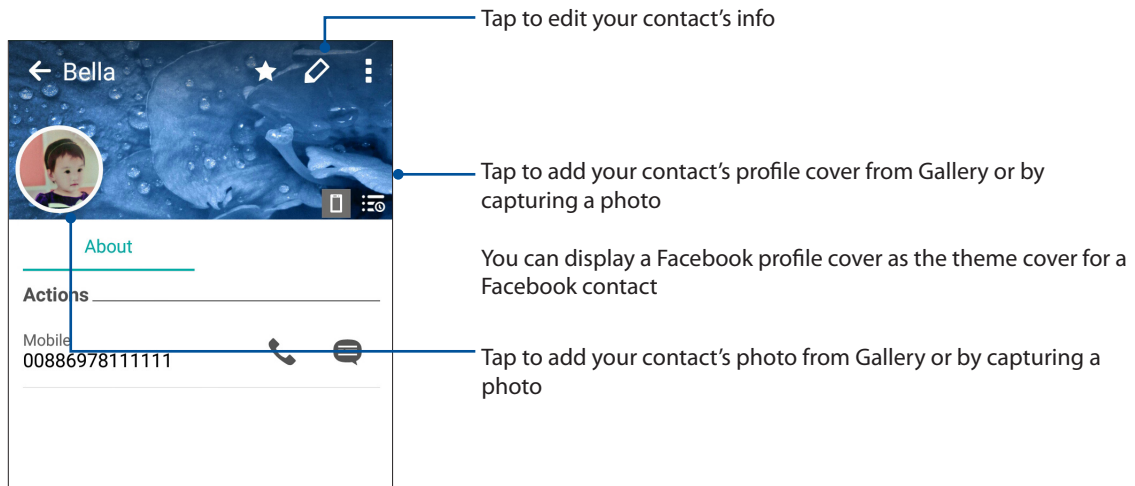 Tap to edit your contact's info
Bella
Tap to add your contact's profile cover from Gallery or by
capturing a photo
About
You can display a Facebook profile cover as the theme cover for a
Facebook contact
Actions
Mobile
00886978111111
Tap to add your contact's photo from Gallery or by capturing a
photo